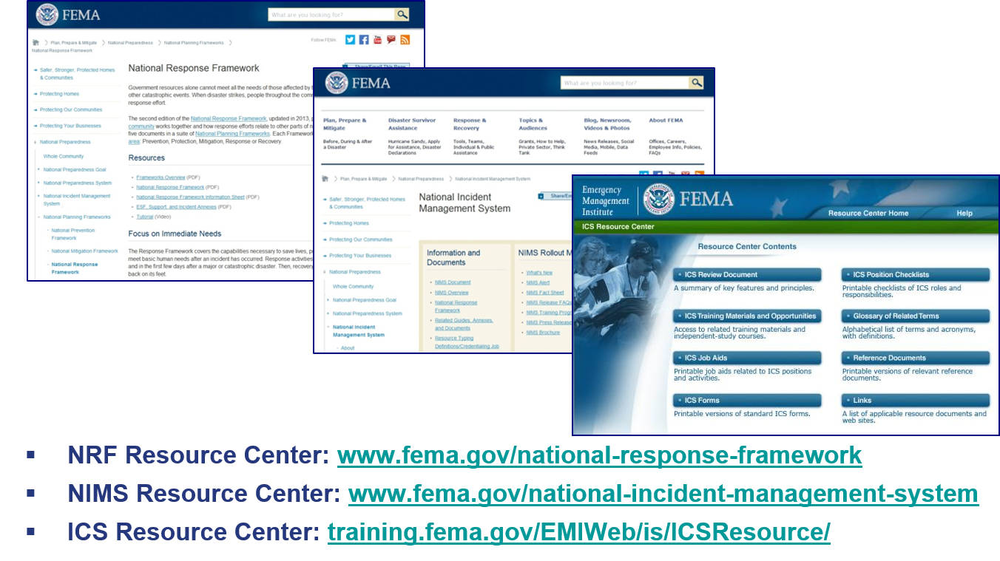 FEMA
What are you looking for?
Plan, Prepare & Mitigate
National Preparedness
National Planning Frameworks
National Response Framework
Follow FEMA
Share/Email This Page
Safer, Stronger, Protected Homes
& Communities
Protecting Homes
Protecting Our Communities
Protecting Your Businesses
National Preparedness
Whole Community
National Preparedness Goal
National Preparedness System
National Incident Management
System
National Planning Frameworks
National Prevention
Framework
National Mitigation Framework
National Response
Framework
National Response Framework
Government resources alone cannot meet all the needs of those affected by
other catastrophic events. When disaster strikes, people throughout the
response effort.
The second edition of the National Response Framework, updated in 2013,
community works together and how response efforts relate to other parts of
five documents in a suite of National Planning Frameworks. Each
area: Prevention, Protection, Mitigation, Response or Recovery.
Resources
Frameworks Overview (PDF)
National Response Framework (PDF)
National Response Framework Information Sheet (PDF)
ESF, Support, and Incident Annexes (PDF)
Tutorial (Video)
Focus on Immediate Needs
The Response Framework covers the capabilities necessary to save lives,
meet basic human needs after an incident has occurred. Response activities
and in the first few days after a major or catastrophic disaster. Then,
back on its feet.
FEMA
What are you looking for?
Plan, Prepare &
Mitigate
Before, During & After
a Disaster
Disaster Survivor
Assistance
Hurricane Sandy, Apply
for Assistance, Disaster
Declarations
Response &
Recovery
Tools, Teams,
Individual & Public
Assistance
Topics &
Audiences
Grants, How to Help,
Private Sector, Think
Tank
Blog, Newsroom,
Videos & Photos
News Releases, Social
Media, Mobile, Data
Feeds
About FEMA
Offices, Careers,
Employee Info, Policies,
FAQs
Plan, Prepare & Mitigate
National Preparedness
National Incident Management System
Safer, Stronger, Protected Homes
& Communities
Protecting Homes
Protecting Our Communities
Protecting Your Businesses
National Preparedness
Whole Community
National Preparedness Goal
National Preparedness System
National Incident
Management System
About
National Incident
Management System
Information and
Documents
NIMS Document
NIMS Overview
National Response
Framework
Related Guides, Annexes,
and Documents
Resource Typing
Definitions/Credentialing Job
NIMS Rollout M
What's New
NIMS Alert
NIMS Fact Sheet
NIMS Release FAQs
NIMS Training
NIMS Press Release
NIMS Brochure
Emergency
Management
Institute
FEMA
Resource Center Home
Help
ICS Resource Center
Resource Center Contents
ICS Review Document
A summary of key features and principles.
ICS Training Materials and Opportunities
Access to related training materials and
independent-study courses.
ICS Job Aids
Printable job aids related to ICS positions
and activities.
ICS Forms
Printable versions of standard ICS forms.
ICS Position Checklists
Printable checklists of ICS roles and
responsibilities.
Glossary of Related Terms
Alphabetical list of terms and acronyms,
with definitions.
Reference Documents
Printable versions of relevant reference
documents.
Links
A list of applicable resource documents and
web sites.
NRF Resource Center: www.fema.gov/national-response-framework
NIMS Resource Center: www.fema.gov/national-incident-management-system
ICS Resource Center: training.fema.gov/EMIWeb/is/ICSResource/